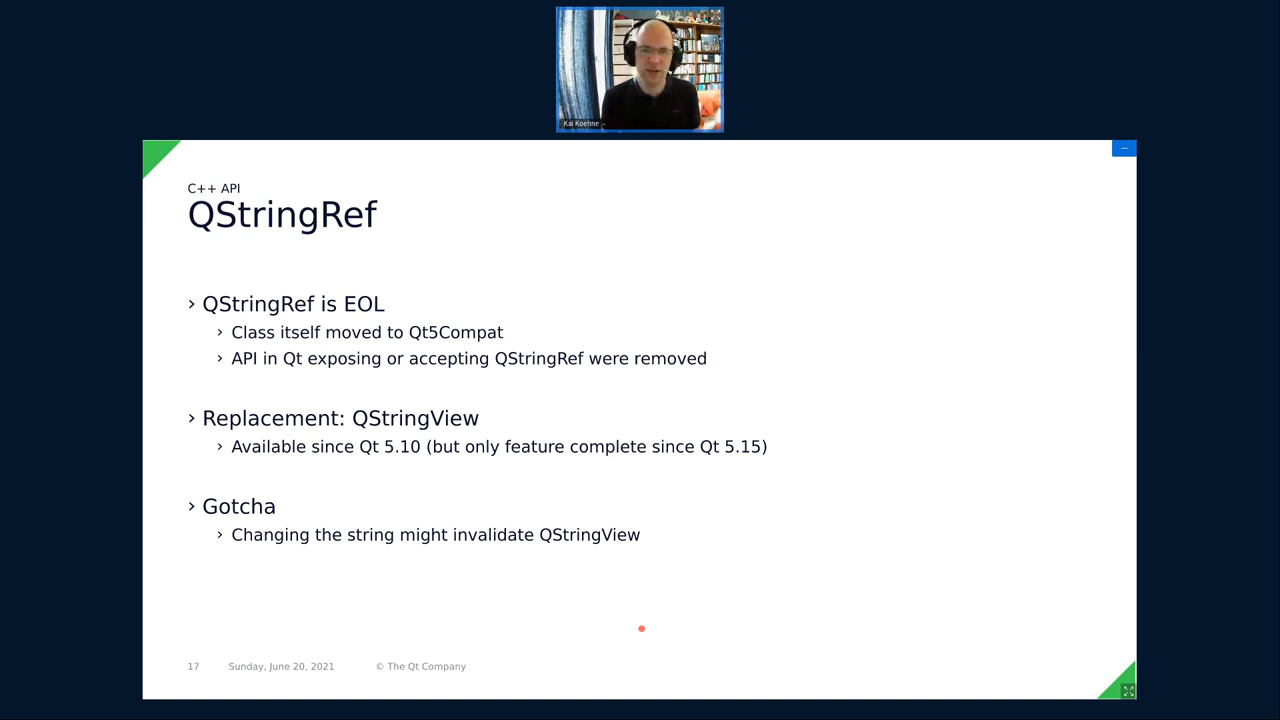 Kai Koehne
C++ API
QStringRef
› QStringRef is EOL
› Class itself moved to Qt5Compat
› API in Qt exposing or accepting QStringRef were removed
› Replacement: QStringView
› Available since Qt 5.10 (but only feature complete since Qt 5.15)
› Gotcha
› Changing the string might invalidate QStringView
17 Sunday, June 20, 2021 © The Qt Company